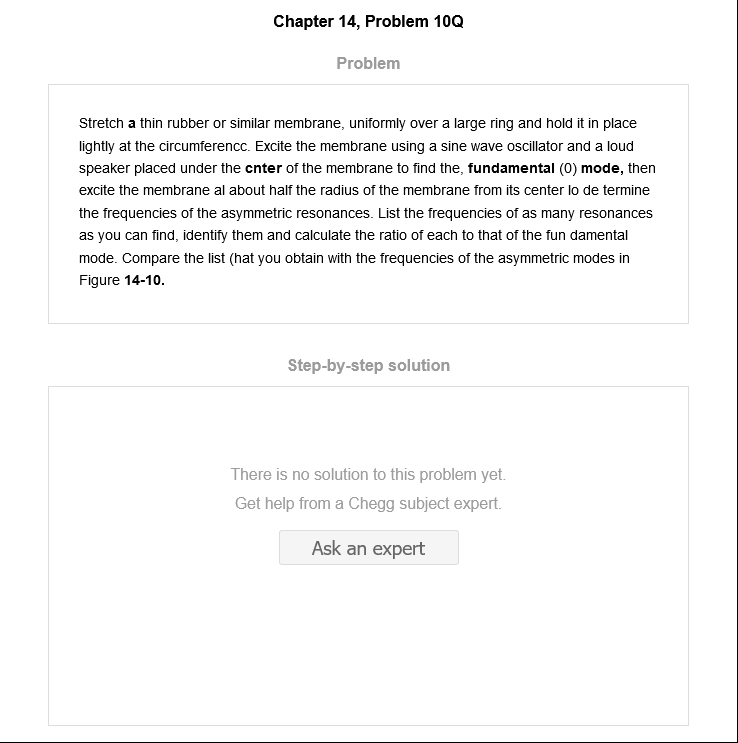 Chapter 14, Problem 10Q
Problem
Stretch a thin rubber or similar membrane, uniformly over a large ring and hold it in place
lightly at the circumferencc. Excite the membrane using a sine wave oscillator and a loud
speaker placed under the cnter of the membrane to find the, fundamental (0) mode, then
excite the membrane al about half the radius of the membrane from its center lo de termine
the frequencies of the asymmetric resonances. List the frequencies of as many resonances
as you can find, identify them and calculate the ratio of each to that of the fun damental
mode. Compare the list (hat you obtain with the frequencies of the asymmetric modes in
Figure 14-10.
Step-by-step solution
There is no solution to this problem yet.
Get help from a Chegg subject expert.
Ask an expert